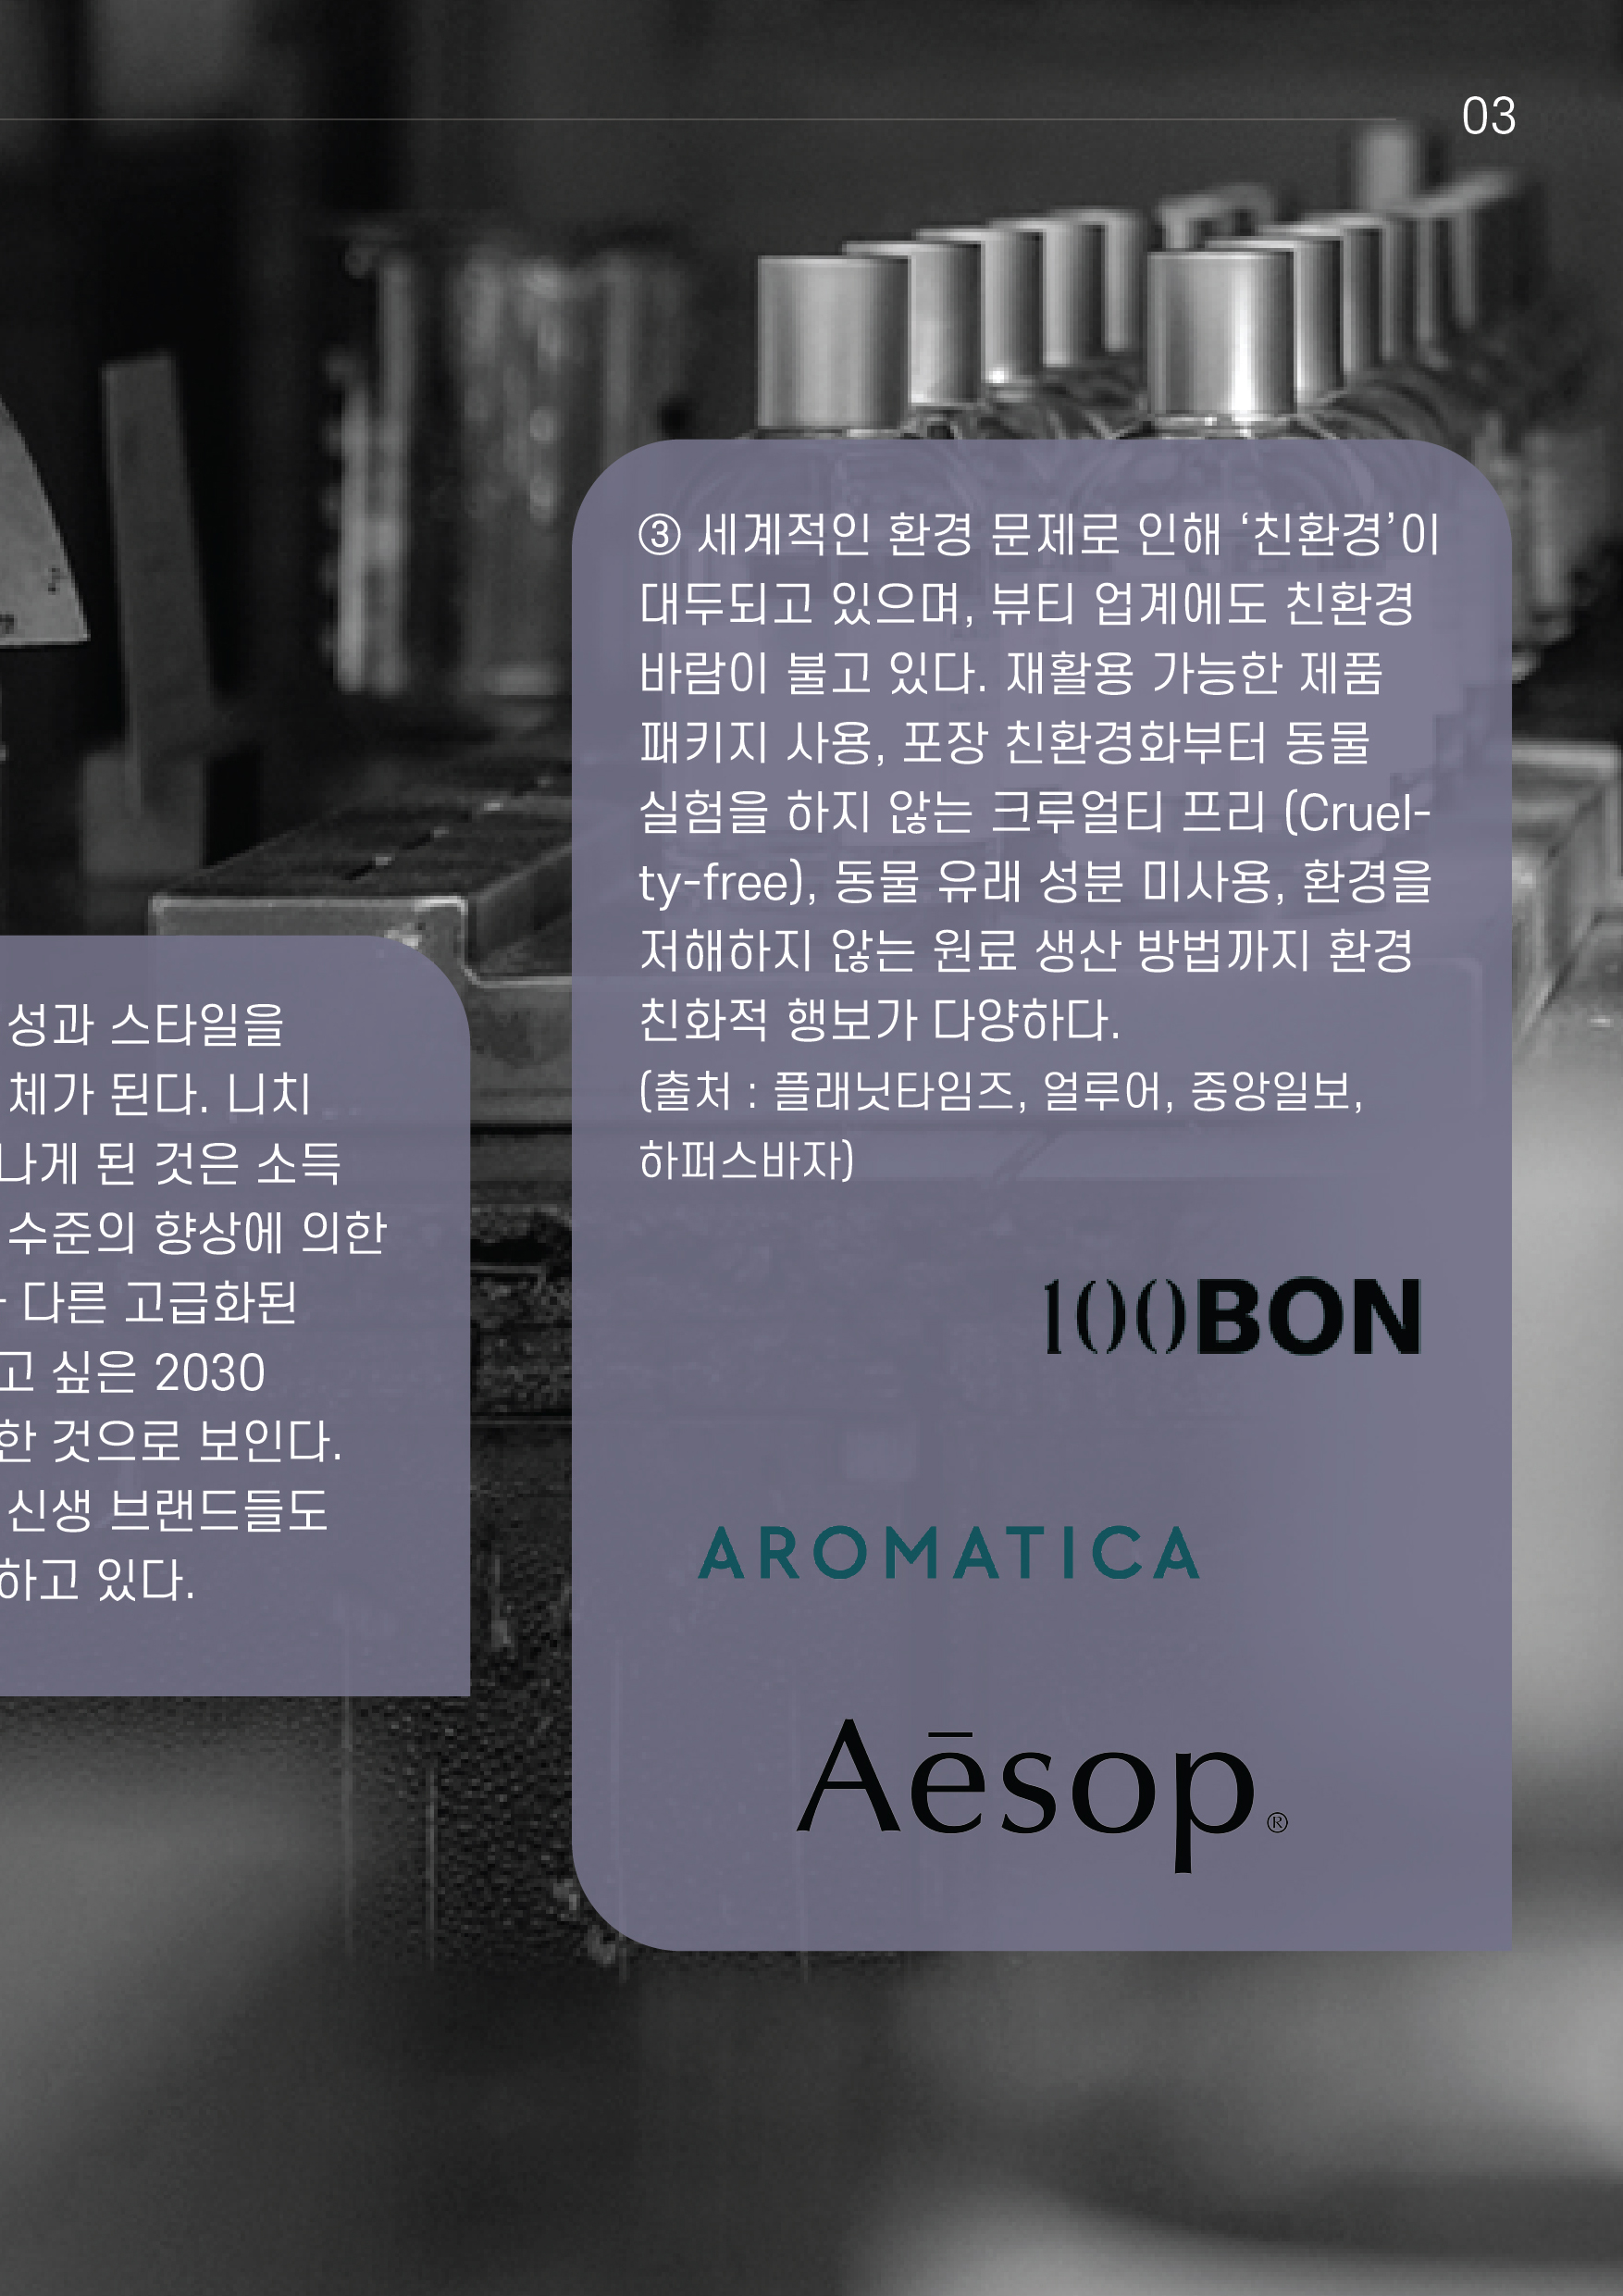 03
성과 스타일을
체가 된다. 니치
나게 된 것은 소득
수준의 향상에 의한
다른 고급화된
고 싶은 2030
한 것으로 보인다.
신생 브랜드들도
하고 있다.
③ 세계적인 환경 문제로 인해 ‘친환경’이
대두되고 있으며, 뷰티 업계에도 친환경
바람이 불고 있다. 재활용 가능한 제품
패키지 사용, 포장 친환경화부터 동물
실험을 하지 않는 크루얼티 프리 (Cruel-
ty-free), 동물 유래 성분 미사용, 환경을
저해하지 않는 원료 생산 방법까지 환경
친화적 행보가 다양하다.
(출처 : 플래닛타임즈, 얼루어, 중앙일보,
하퍼스바자)
100BON
AROMATICA
Aēsop®